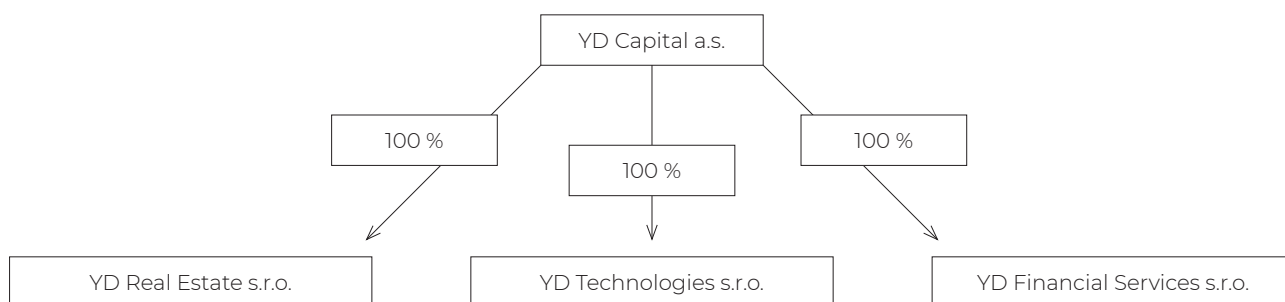 YD Capital a.s.
100 %
100 %
100 %
YD Real Estate s.r.o.
YD Technologies s.r.o.
YD Financial Services s.r.o.